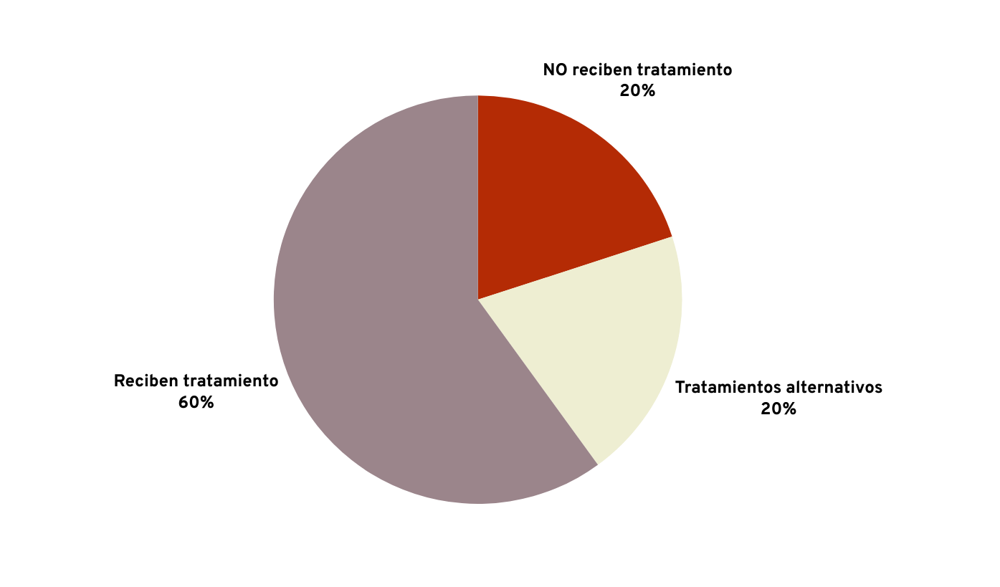 NO reciben tratamiento
20%
Reciben tratamiento
60%
Tratamientos alternativos
20%